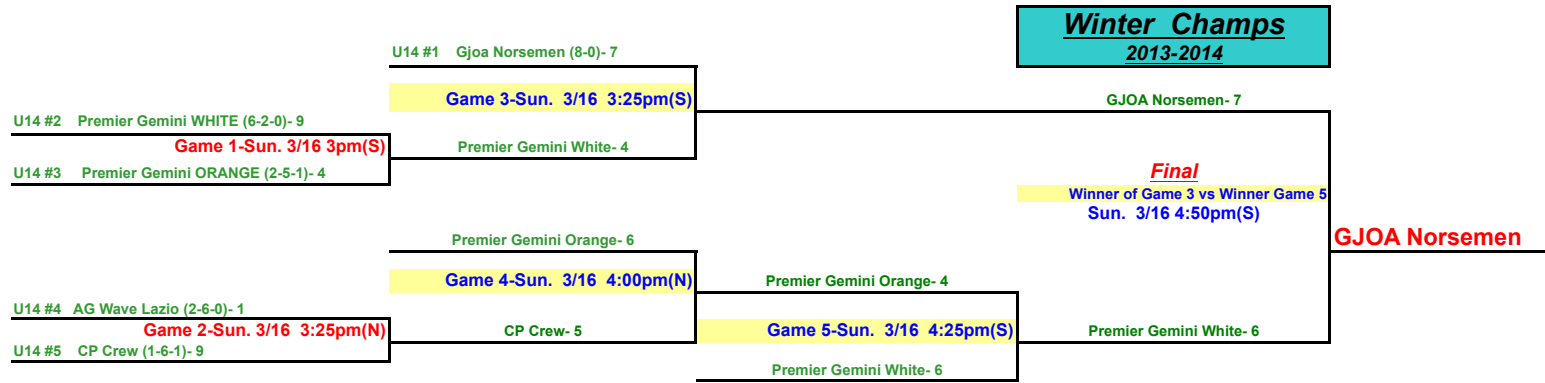 Winter Champs
2013-2014
U14 #1 Gjoa Norsemen (8-0)- 7
Game 3-Sun. 3/16 3:25pm(S)
GJOA Norsemen- 7
U14 #2 Premier Gemini WHITE (6-2-0)- 9
Game 1-Sun. 3/16 3pm(S)
Premier Gemini White- 4
U14 #3 Premier Gemini ORANGE (2-5-1)- 4
Final
Winner of Game 3 vs Winner Game 5
Sun. 3/16 4:50pm(S)
Premier Gemini Orange- 6
GJOA Norsemen
Game 4-Sun. 3/16 4:00pm(N)
Premier Gemini Orange- 4
U14 #4 AG Wave Lazio (2-6-0)- 1
Game 2-Sun. 3/16 3:25pm(N)
CP Crew- 5
Game 5-Sun. 3/16 4:25pm(S)
Premier Gemini White- 6
U14 #5 CP Crew (1-6-1)- 9
Premier Gemini White- 6